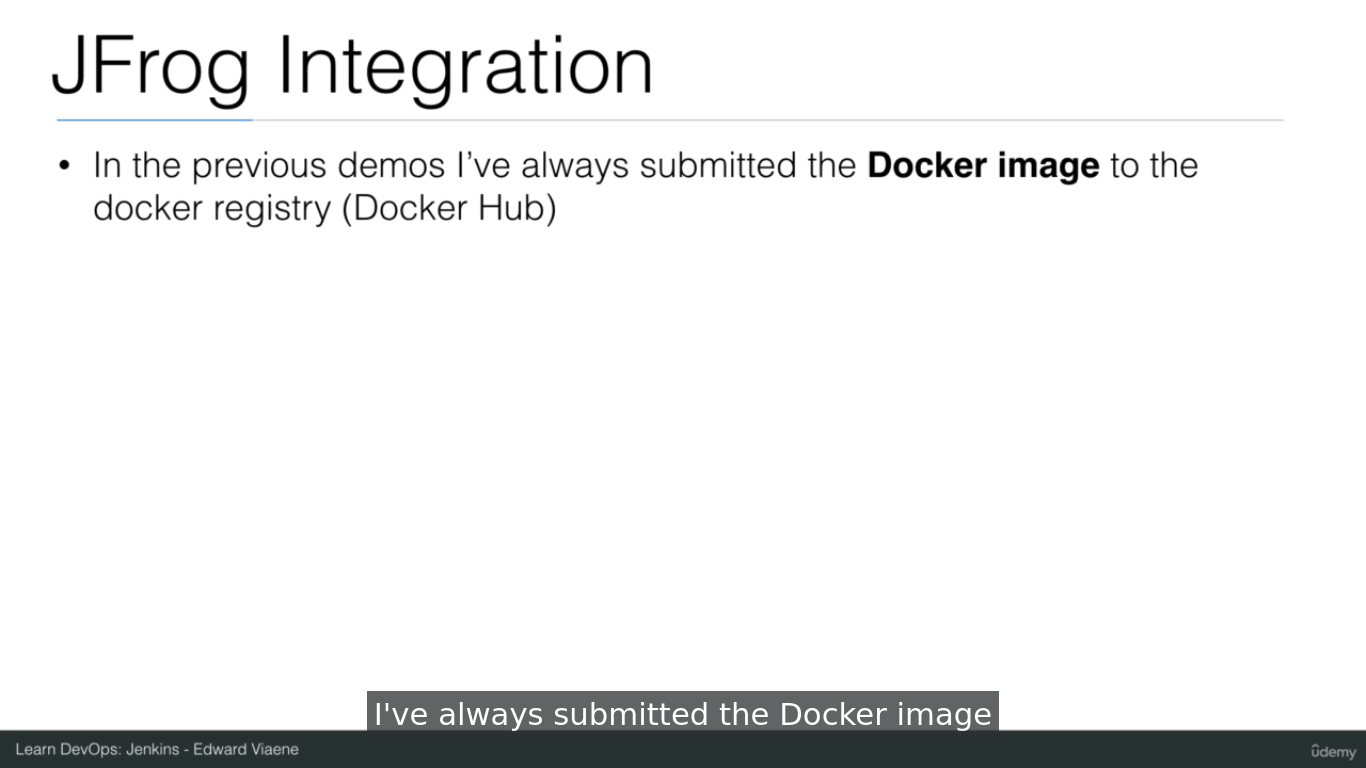 JFrog Integration
• In the previous demos I’ve always submitted the Docker image to the
docker registry (Docker Hub)
I've always submitted the Docker image
Learn DevOps: Jenkins - Edward Viaene
ûdemy